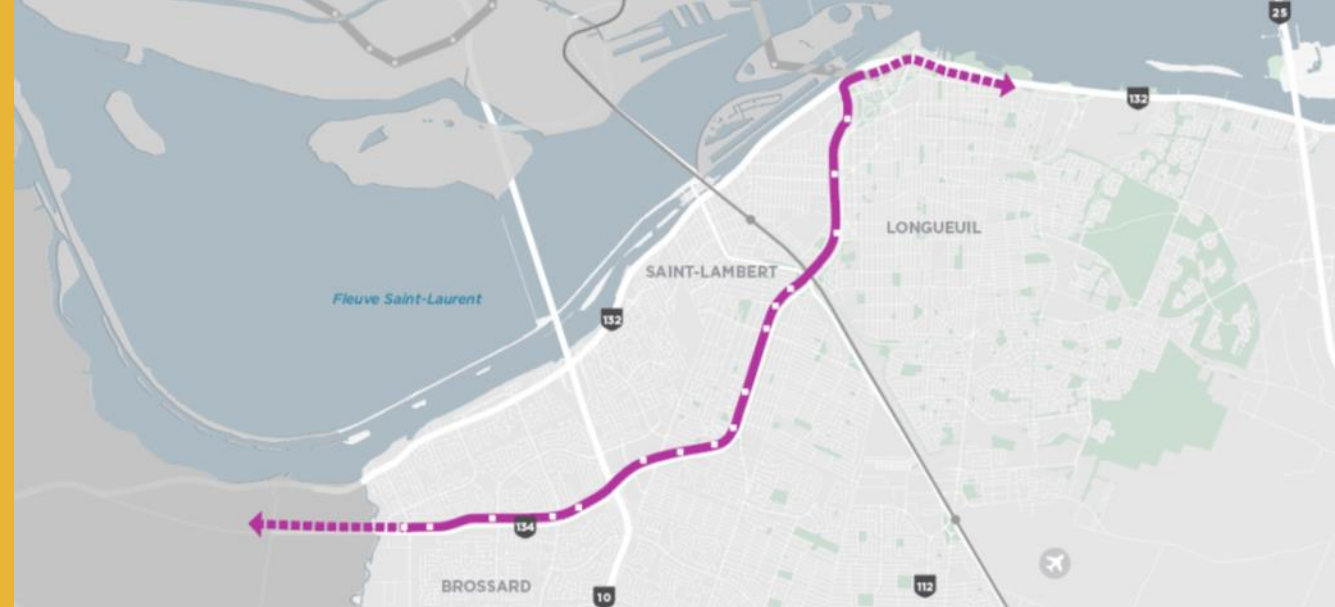 25
132
LONGUEUIL
SAINT-LAMBERT
Fleuve Saint-Laurent
132
134
BROSSARD
10
112